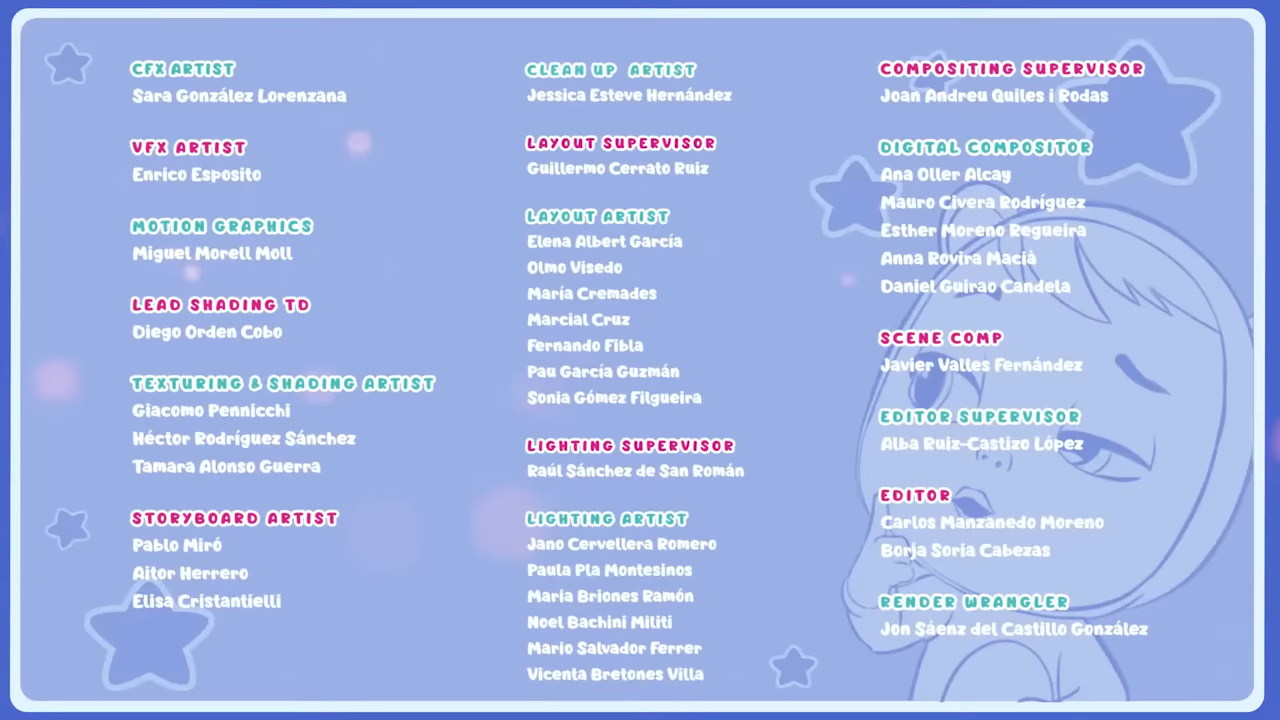 CFX ARTIST
Sara González Lorenzana
VFX ARTIST
Enrico Esposito
MOTION GRAPHICS
Miguel Morell Moll
LEAD SHADING TD
Diego Orden Cobo
TEXTURING & SHADING ARTIST
Giacomo Pennicchi
Héctor Rodríguez Sánchez
Tamara Alonso Guerra
STORYBOARD ARTIST
Pablo Miró
Aitor Herrero
Elisa Cristantielli
CLEAN UP ARTIST
Jessica Esteve Hernández
LAYOUT SUPERVISOR
Guillermo Cerrato Ruiz
LAYOUT ARTIST
Elena Albert García
Olmo Visedo
María Cremades
Marcial Cruz
Fernando Fibla
Pau García Guzmán
Sonia Gómez Filgueira
LIGHTING SUPERVISOR
Raúl Sánchez de San Román
LIGHTING ARTIST
Jano Cervellera Romero
Paula Pla Montesinos
Maria Briones Ramón
Noel Bachini Militi
Mario Salvador Ferrer
Vicenta Bretones Villa
COMPOSITING SUPERVISOR
Joan Andreu Quiles i Rodas
DIGITAL COMPOSITOR
Ana Oller Alcay
Mauro Civera Rodríguez
Esther Moreno Regueira
Anna Rovira Macià
Daniel Guirao Candela
SCENE COMP
Javier Valles Fernández
EDITOR SUPERVISOR
Alba Ruiz-Castizo López
EDITOR
Carlos Manzanedo Moreno
Borja Soria Cabezas
RENDER WRANGLER
Jon Sáenz del Castillo González